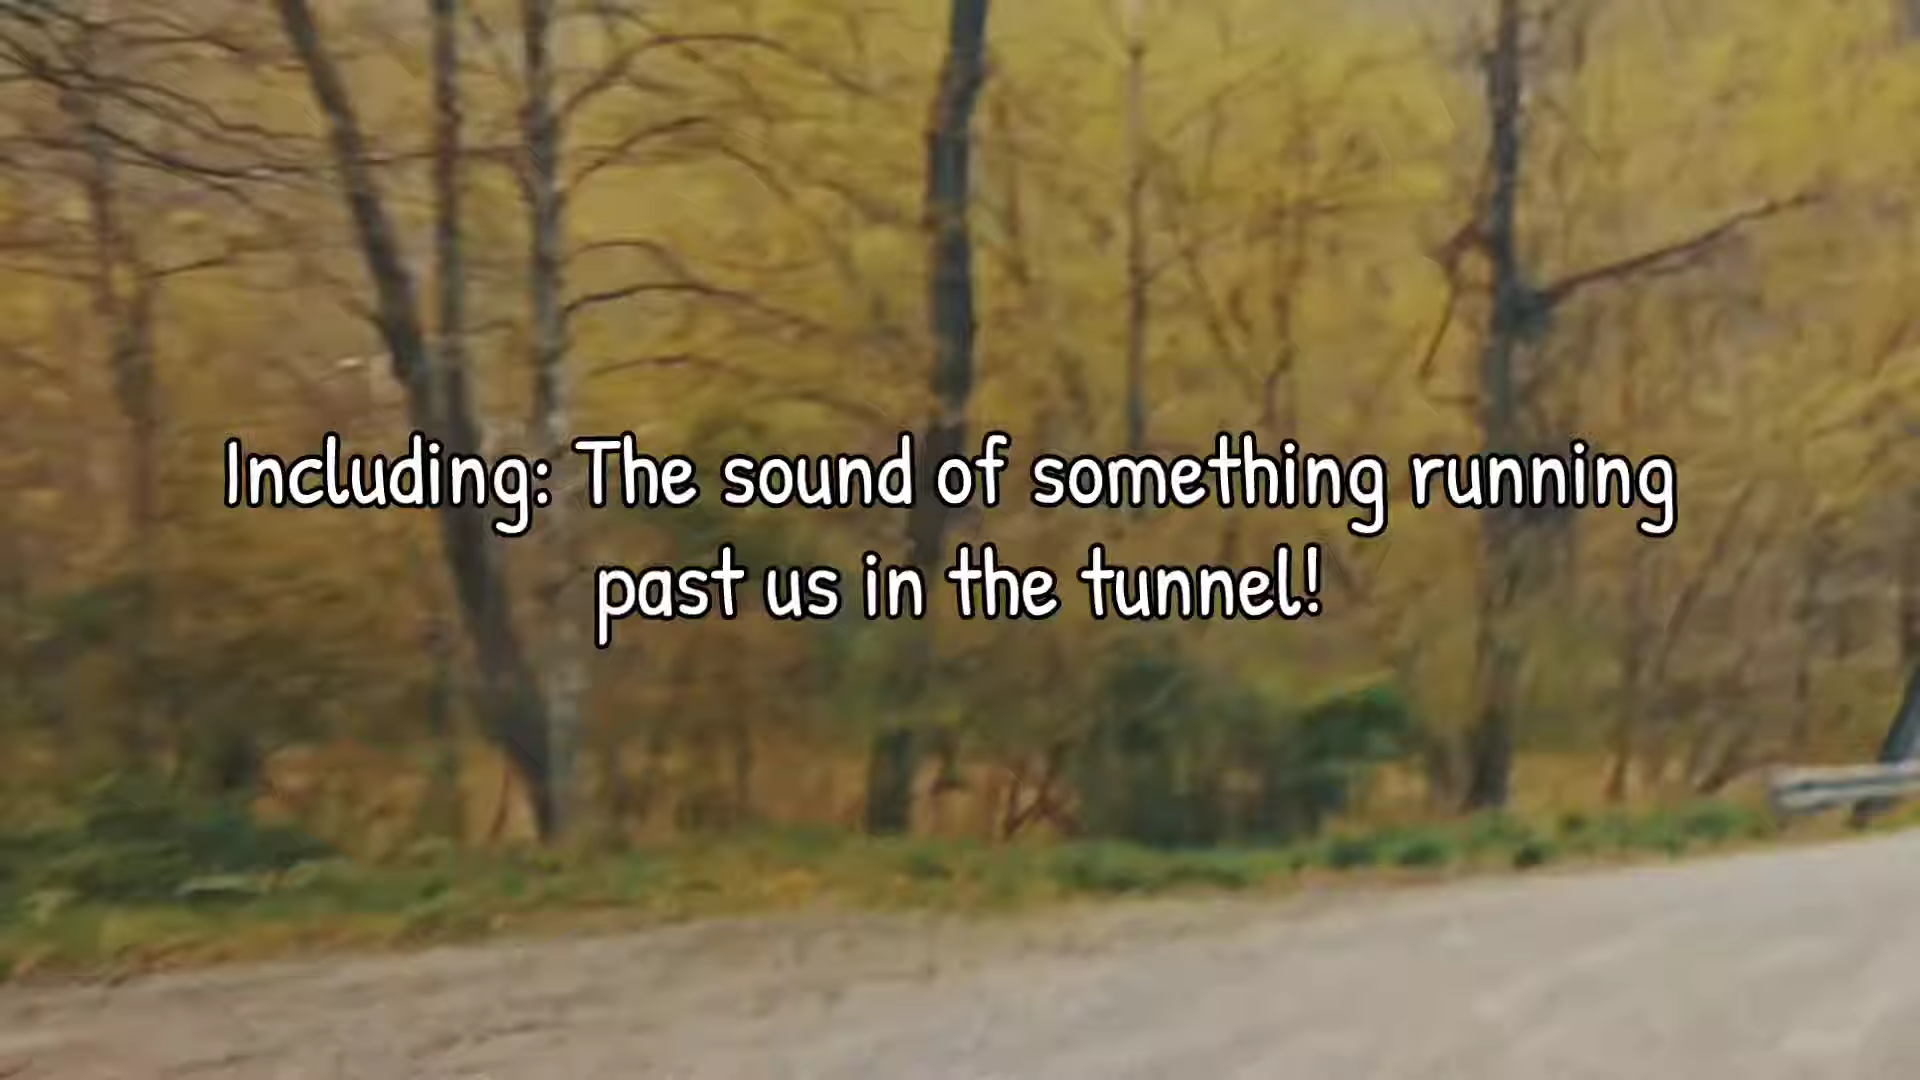 Including: The sound of something running
past us in the tunnel!